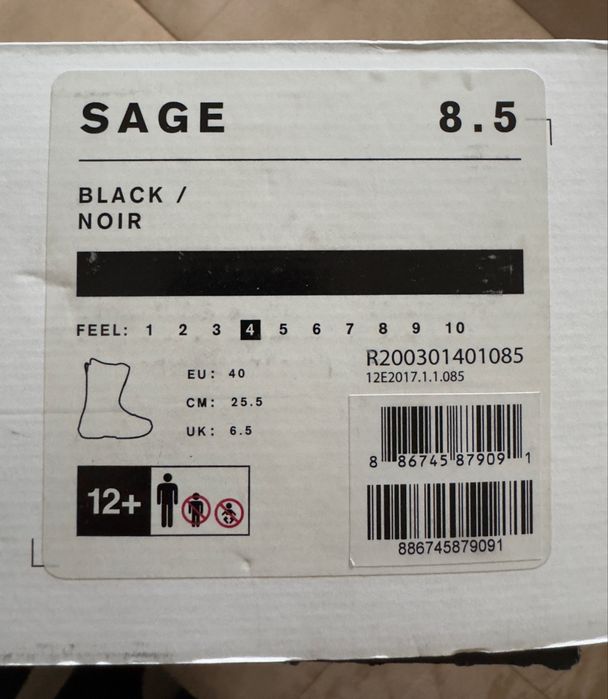 SAGE 8.5
BLACK /
NOIR
FEEL: 1 2 3 4 5 6 7 8 9 10
EU: 40
CM: 25.5
UK: 6.5
R200301401085
12E2017.1.1.085
12+
8 86745 87909 1
886745879091